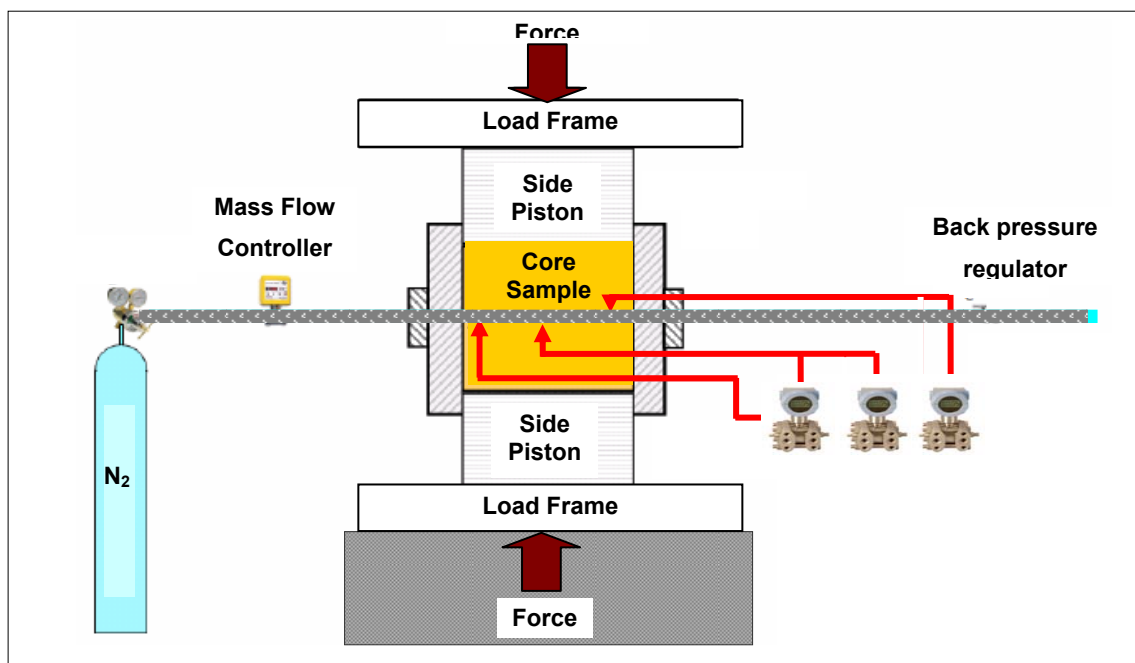 Force
Load Frame
Side
Piston
Mass Flow
Controller
Back pressure
regulator
Core
Sample
Side
Piston
N₂
Load Frame
Force